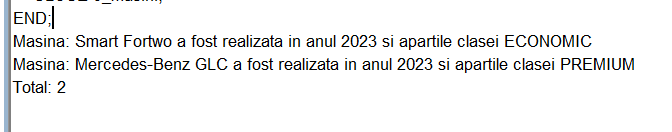 END;
Masina: Smart Fortwo a fost realizata in anul 2023 si apartile clasei ECONOMIC
Masina: Mercedes-Benz GLC a fost realizata in anul 2023 si apartile clasei PREMIUM
Total: 2